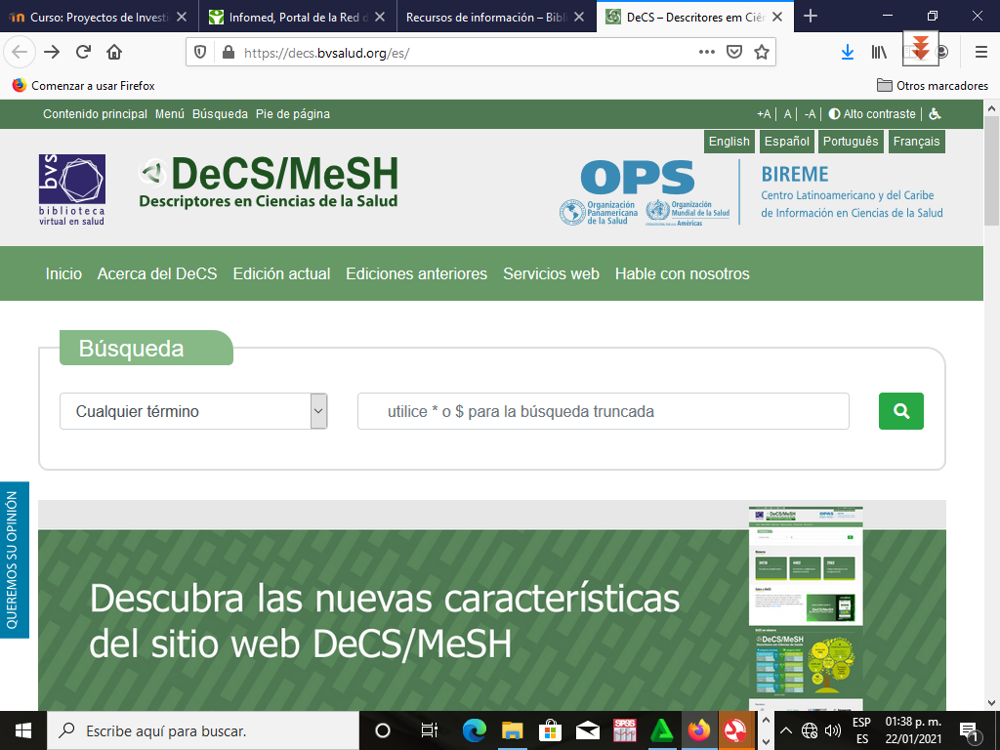 Curso: Proyectos de Investi
Infomed, Portal de la Red d
Recursos de información – Bibl
DeCS – Descritores em Ciên
https://decs.bvsalud.org/es/
Comenzar a usar Firefox
Otros marcadores
Contenido principal Menú Búsqueda Pie de página
+A | A | -A | Alto contraste |
English Español Português Français
bvs
biblioteca
virtual en salud
DeCS/MeSH
Descriptores en Ciencias de la Salud
OPS
Organización
Panamericana
de la Salud
Organización
Mundial de la Salud
Américas
BIREME
Centro Latinoamericano y del Caribe
de Información en Ciencias de la Salud
Inicio Acerca del DeCS Edición actual Ediciones anteriores Servicios web Hable con nosotros
Búsqueda
Cualquier término
utilice * o $ para la búsqueda truncada
QUEREMOS SU OPINIÓN
Descubra las nuevas características
del sitio web DeCS/MeSH
DeCS/MeSH
Escribe aquí para buscar.
SPSS
ESP
ES
01:38 p. m.
22/01/2021
1